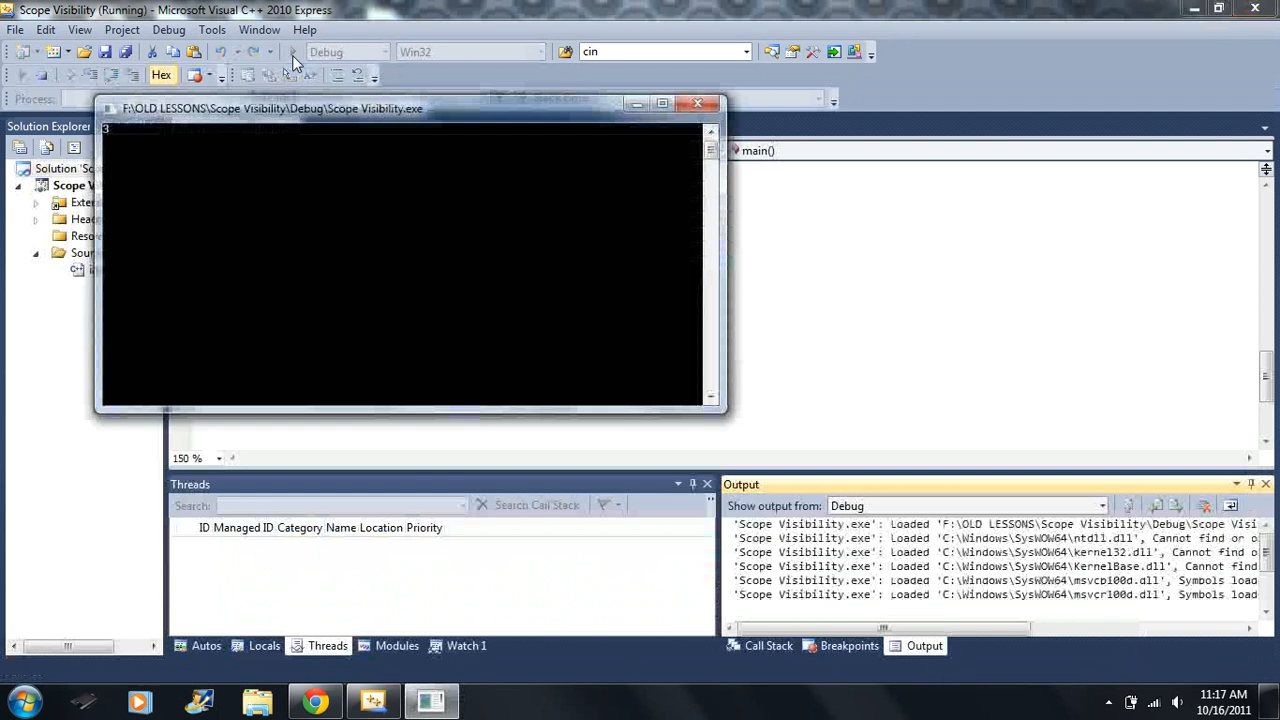 Scope Visibility (Running) - Microsoft Visual C++ 2010 Express
File Edit View Project Debug Tools Window Help
Debug Win32 cin
Hex
Process:
F:\OLD LESSONS\Scope Visibility\Debug\Scope Visibility.exe
3
Solution Explorer
main()
Solution 'Sc
Scope V
Exter
Head
Reso
Sour
150 %
Threads
Search: Search Call Stack
ID Managed ID Category Name Location Priority
Output
Show output from: Debug
'Scope Visibility.exe': Loaded 'F:\OLD LESSONS\Scope Visibility\Debug\Scope Visi
'Scope Visibility.exe': Loaded 'C:\Windows\SysWOW64\ntdll.dll', Cannot find or o
'Scope Visibility.exe': Loaded 'C:\Windows\SysWOW64\kernel32.dll', Cannot find o
'Scope Visibility.exe': Loaded 'C:\Windows\SysWOW64\KernelBase.dll', Cannot find
'Scope Visibility.exe': Loaded 'C:\Windows\SysWOW64\msvcp100d.dll', Symbols load
'Scope Visibility.exe': Loaded 'C:\Windows\SysWOW64\msvcr100d.dll', Symbols load
Autos Locals Threads Modules Watch 1
Call Stack Breakpoints Output
11:17 AM
10/16/2011